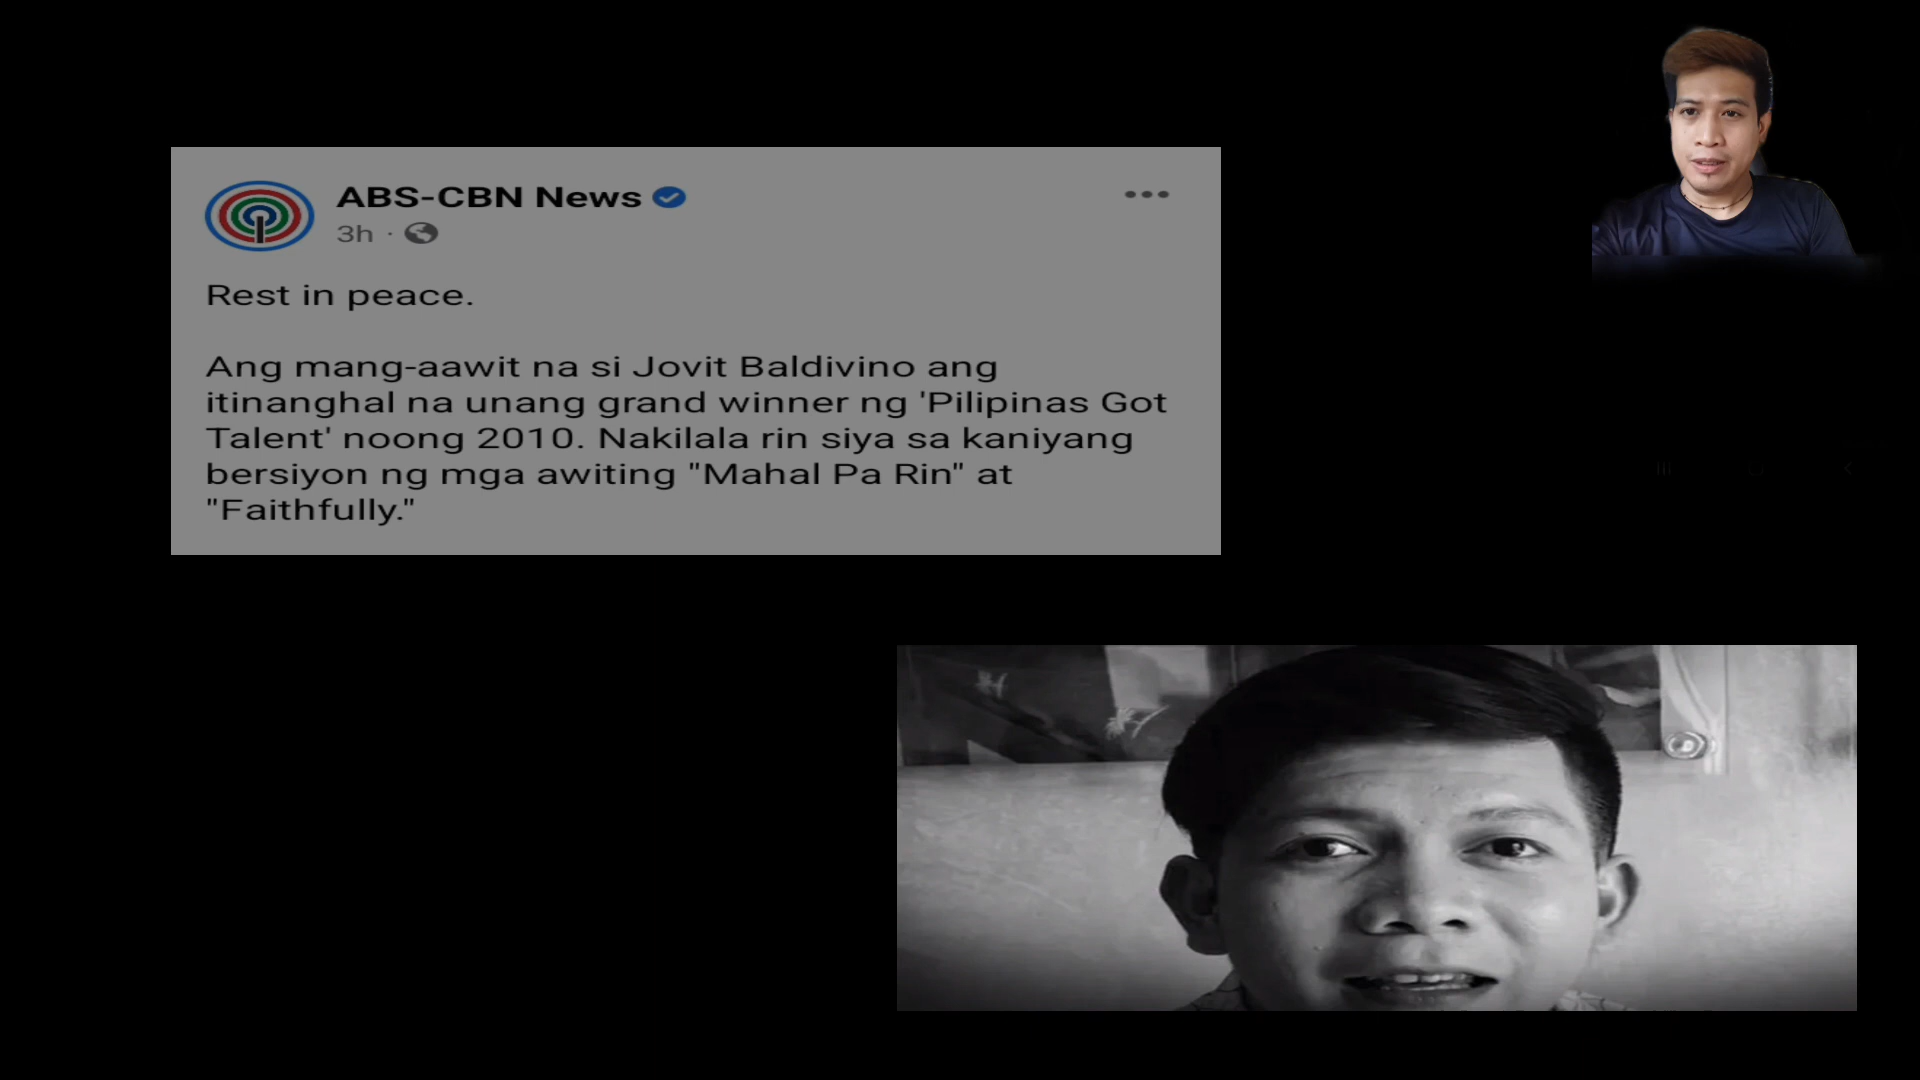 ABS-CBN News
3h ·
Rest in peace.
Ang mang-aawit na si Jovit Baldivino ang
itinanghal na unang grand winner ng 'Pilipinas Got
Talent' noong 2010. Nakilala rin siya sa kaniyang
bersiyon ng mga awiting "Mahal Pa Rin" at
"Faithfully."